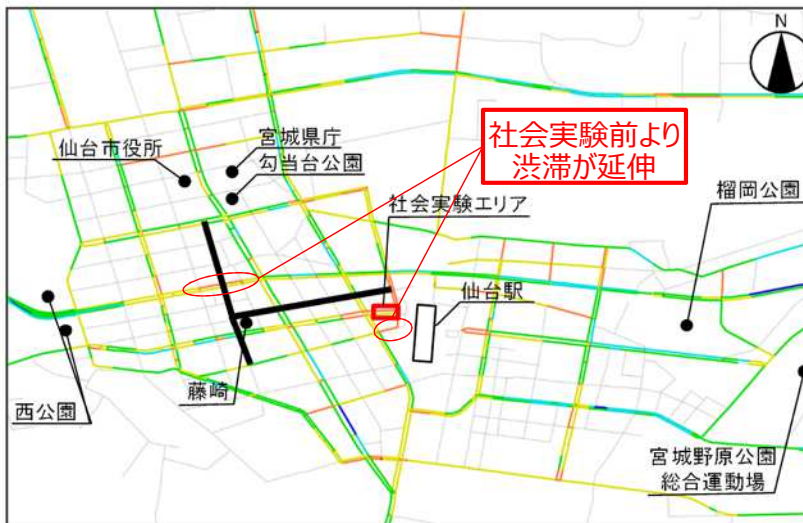 N
社会実験前より
渋滞が延伸
宮城県庁
仙台市役所
勾当台公園
社会実験エリア
榴岡公園
仙台駅
藤崎
西公園
宮城野原公園
総合運動場